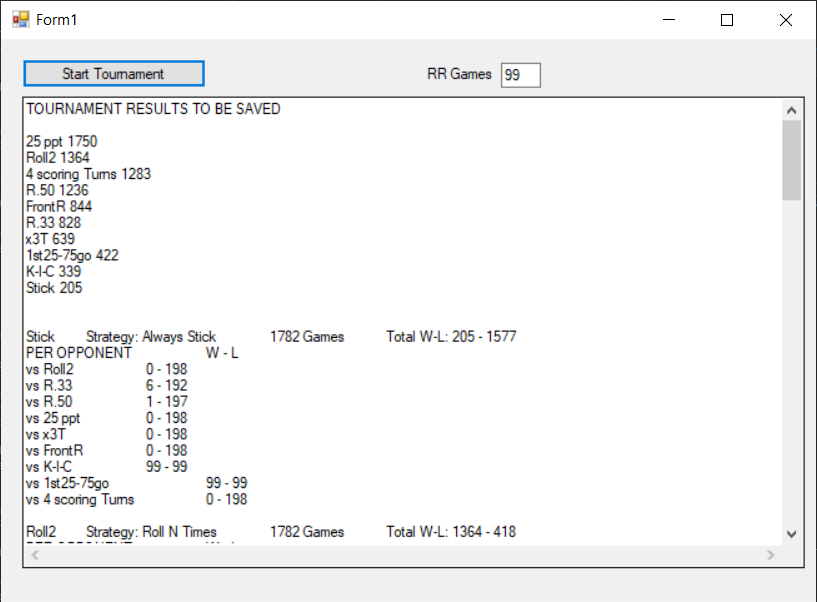 Form1
Start Tournament RR Games 99
TOURNAMENT RESULTS TO BE SAVED
25 ppt 1750
Roll2 1364
4 scoring Turns 1283
R.50 1236
FrontR 844
R.33 828
x3T 639
1st25-75go 422
K-I-C 339
Stick 205
Stick Strategy: Always Stick 1782 Games Total W-L: 205 - 1577
PER OPPONENT W - L
vs Roll2 0 - 198
vs R.33 6 - 192
vs R.50 1 - 197
vs 25 ppt 0 - 198
vs x3T 0 - 198
vs FrontR 0 - 198
vs K-I-C 99 - 99
vs 1st25-75go 99 - 99
vs 4 scoring Turns 0 - 198
Roll2 Strategy: Roll N Times 1782 Games Total W-L: 1364 - 418